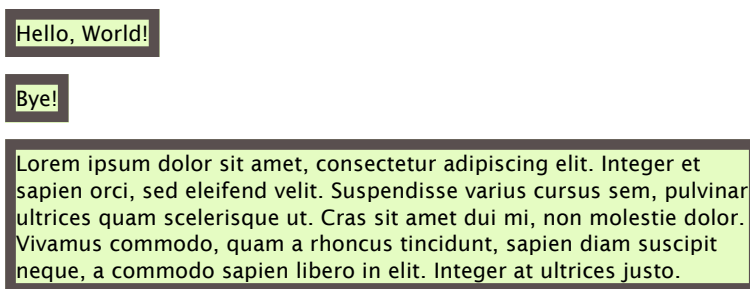 Hello, World!
Bye!
Lorem ipsum dolor sit amet, consectetur adipiscing elit. Integer et
sapien orci, sed eleifend velit. Suspendisse varius cursus sem, pulvinar
ultrices quam scelerisque ut. Cras sit amet dui mi, non molestie dolor.
Vivamus commodo, quam a rhoncus tincidunt, sapien diam suscipit
neque, a commodo sapien libero in elit. Integer at ultrices justo.